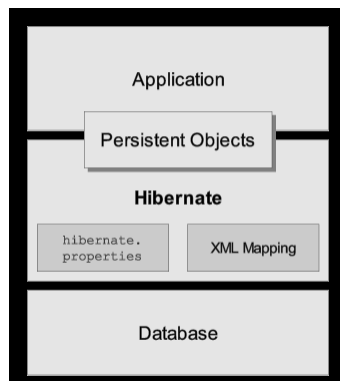 Application
Persistent Objects
Hibernate
hibernate.
properties
XML Mapping
Database